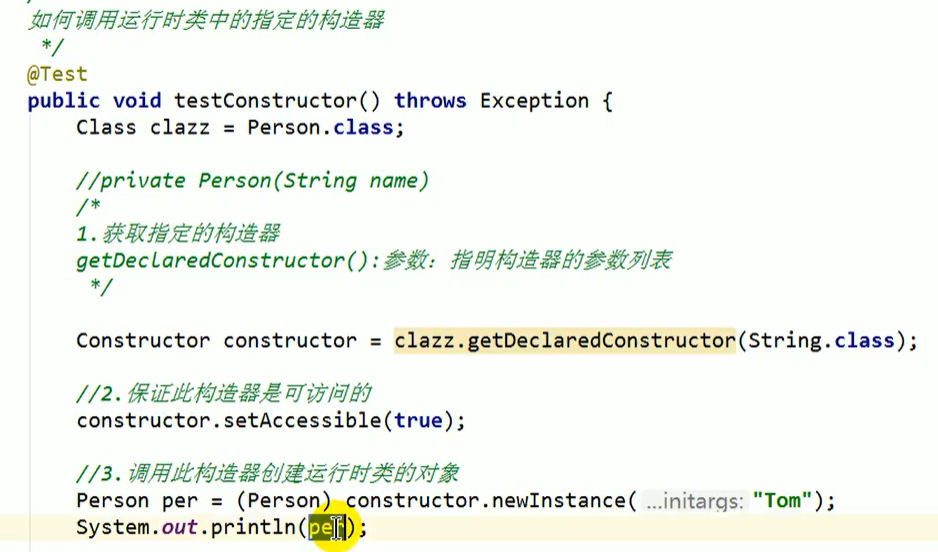 如何调用运行时类中的指定的构造器
*/
@Test
public void testConstructor() throws Exception {
Class clazz = Person.class;
//private Person(String name)
/*
1.获取指定的构造器
getDeclaredConstructor():参数：指明构造器的参数列表
*/
Constructor constructor = clazz.getDeclaredConstructor(String.class);
//2.保证此构造器是可访问的
constructor.setAccessible(true);
//3.调用此构造器创建运行时类的对象
Person per = (Person) constructor.newInstance( ...initargs: "Tom");
System.out.println(per);